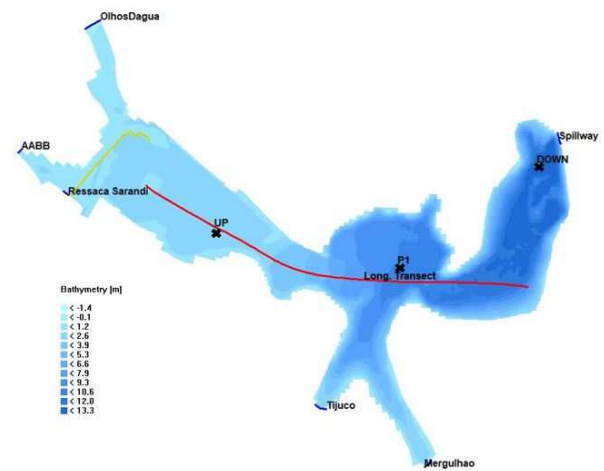 OlhosDagua
Spillway
AABB
DOWN
Ressaca Sarandi
UP
P1
Long. Transect
Bathymetry [m]
< -1.4
< -0.1
< 1.2
< 2.6
< 3.9
< 5.3
< 6.6
< 7.9
< 9.3
< 10.6
< 12.0
< 13.3
Tijuco
Mergulhao